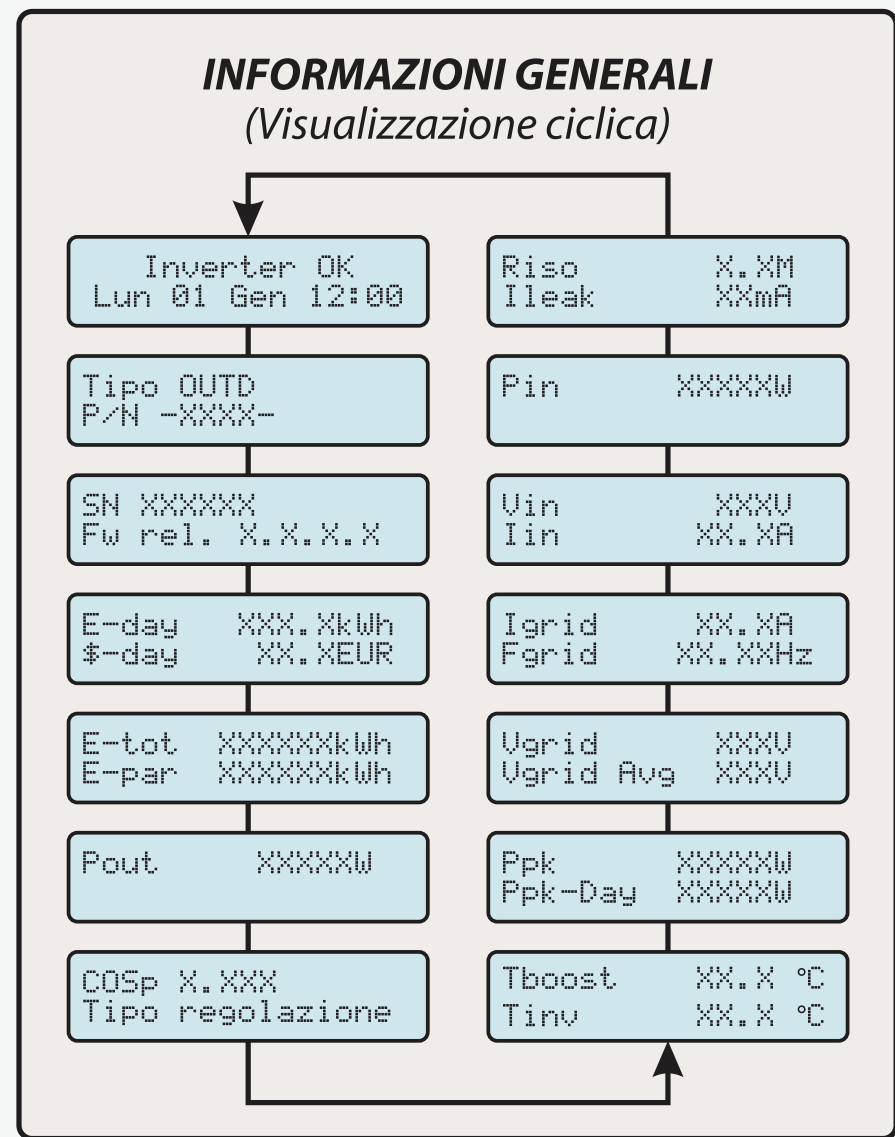 INFORMAZIONI GENERALI
(Visualizzazione ciclica)
Inverter OK
Lun 01 Gen 12:00
Tipo OUTD
P/N -XXXX-
SN XXXXXX
Fw rel. X.X.X.X
E-day XXX.XkWh
$-day XX.XEUR
E-tot XXXXXXkWh
E-par XXXXXXkWh
Pout XXXXXW
COSp X.XXX
Tipo regolazione
Riso X.XM
Ileak XXmA
Pin XXXXXW
Vin XXXV
Iin XX.XA
Igrid XX.XA
Fgrid XX.XXHz
Vgrid XXXV
Vgrid Avg XXXV
Ppk XXXXXW
Ppk-Day XXXXXW
Tboost XX.X °C
Tinv XX.X °C